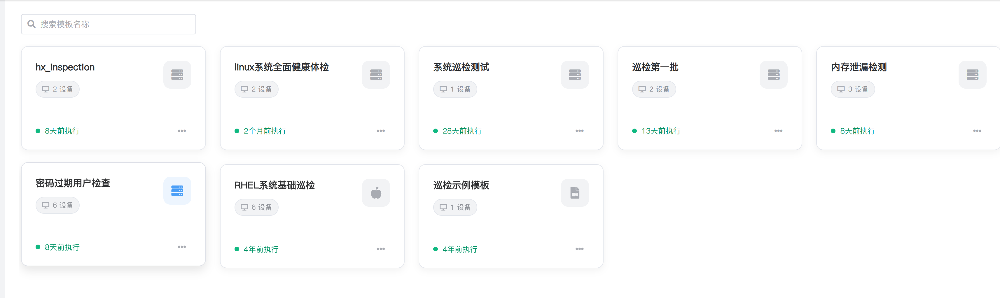 搜索模板名称
hx_inspection
2 设备
8天前执行
linux系统全面健康体检
2 设备
2个月前执行
系统巡检测试
1 设备
28天前执行
巡检第一批
2 设备
13天前执行
内存泄漏检测
3 设备
8天前执行
密码过期用户检查
6 设备
8天前执行
RHEL系统基础巡检
6 设备
4年前执行
巡检示例模板
1 设备
4年前执行